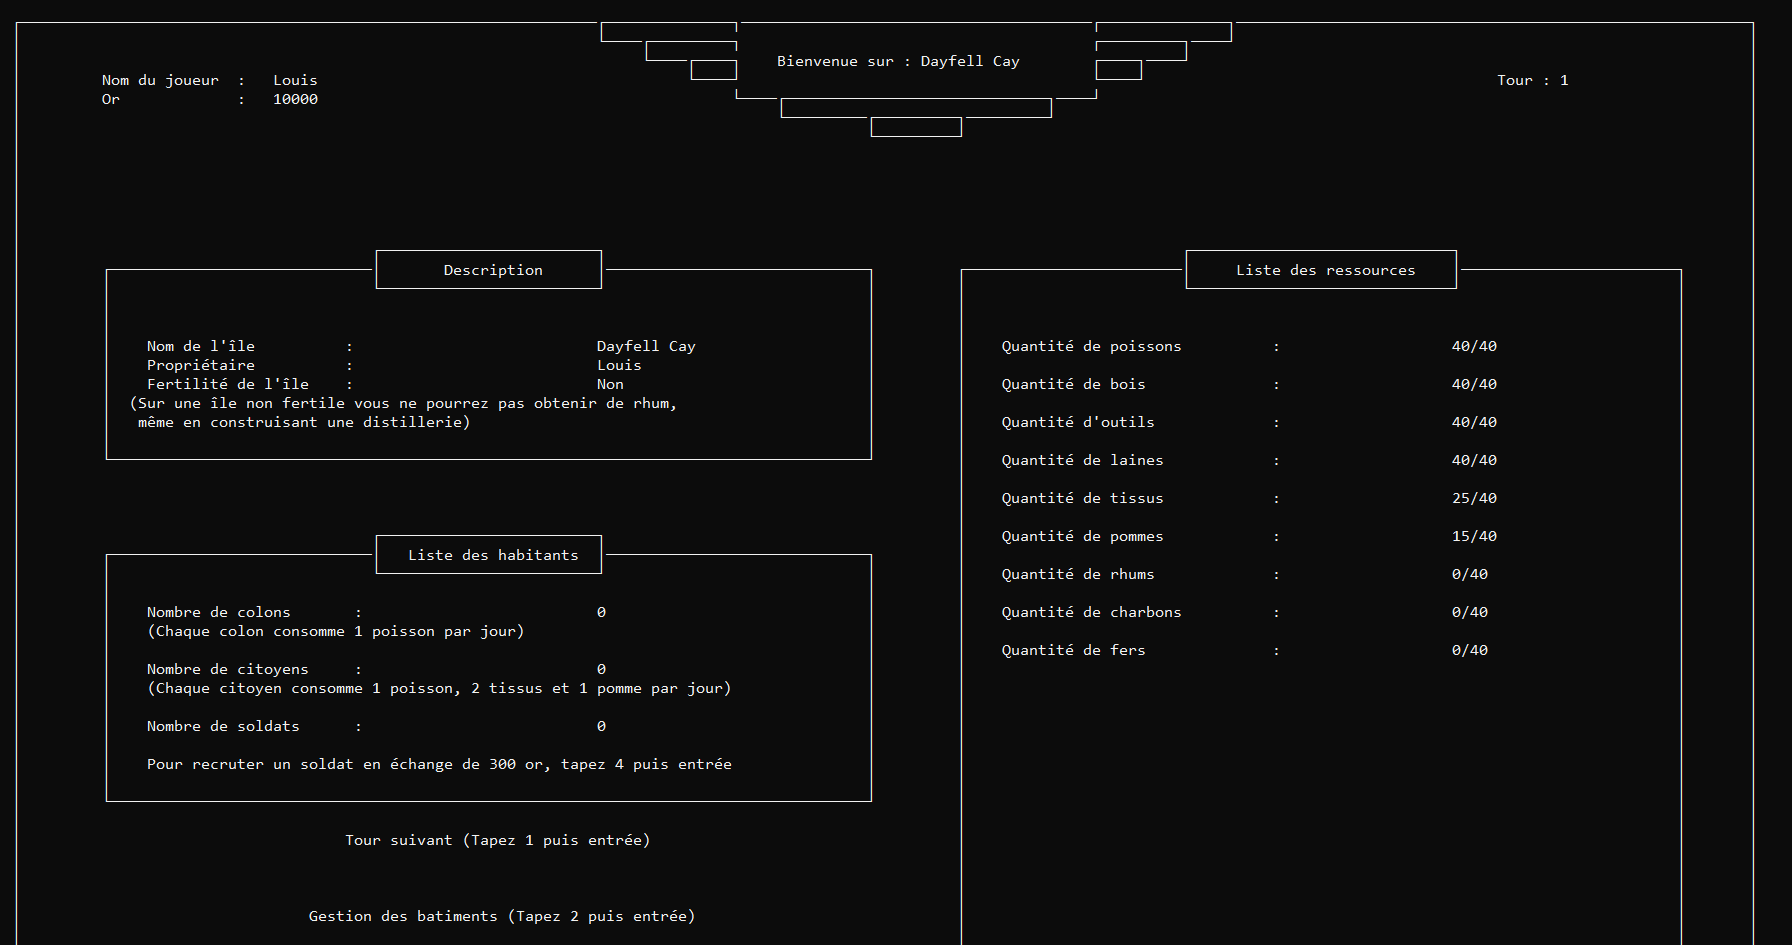 Bienvenue sur : Dayfell Cay
Nom du joueur : Louis
Or : 10000
Tour : 1
Description
Nom de l'île : Dayfell Cay
Propriétaire : Louis
Fertilité de l'île : Non
(Sur une île non fertile vous ne pourrez pas obtenir de rhum,
même en construisant une distillerie)
Liste des habitants
Nombre de colons : 0
(Chaque colon consomme 1 poisson par jour)
Nombre de citoyens : 0
(Chaque citoyen consomme 1 poisson, 2 tissus et 1 pomme par jour)
Nombre de soldats : 0
Pour recruter un soldat en échange de 300 or, tapez 4 puis entrée
Tour suivant (Tapez 1 puis entrée)
Gestion des batiments (Tapez 2 puis entrée)
Liste des ressources
Quantité de poissons : 40/40
Quantité de bois : 40/40
Quantité d'outils : 40/40
Quantité de laines : 40/40
Quantité de tissus : 25/40
Quantité de pommes : 15/40
Quantité de rhums : 0/40
Quantité de charbons : 0/40
Quantité de fers : 0/40